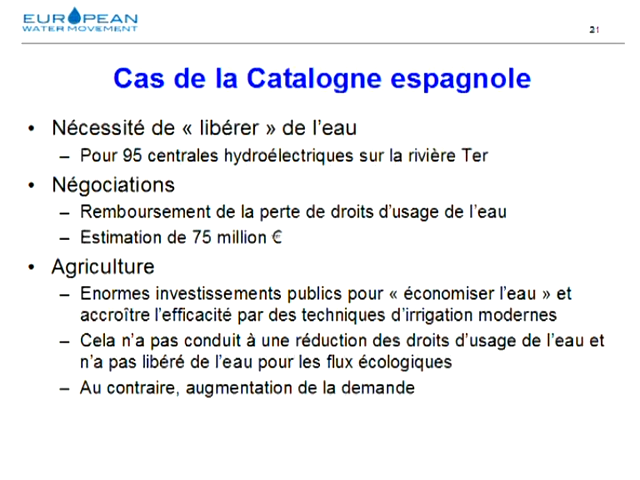 EUROPEAN
WATER MOVEMENT
21
Cas de la Catalogne espagnole
• Nécessité de « libérer » de l'eau
– Pour 95 centrales hydroélectriques sur la rivière Ter
• Négociations
– Remboursement de la perte de droits d'usage de l'eau
– Estimation de 75 million €
• Agriculture
– Enormes investissements publics pour « économiser l'eau » et
accroître l'efficacité par des techniques d'irrigation modernes
– Cela n'a pas conduit à une réduction des droits d'usage de l'eau et
n'a pas libéré de l'eau pour les flux écologiques
– Au contraire, augmentation de la demande